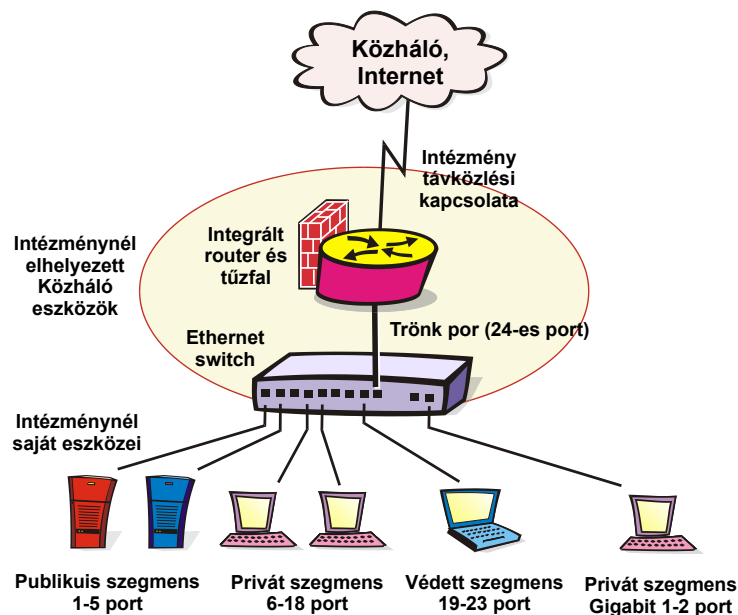 Közháló,
Internet
Intézmény
távközlési
kapcsolata
Integrált
router és
tűzfal
Intézménynél
elhelyezett
Közháló
eszközök
Ethernet
switch
Trönk por (24-es port)
Intézménynél
saját eszközei
Publikuis szegmens
1-5 port
Privát szegmens
6-18 port
Védett szegmens
19-23 port
Privát szegmens
Gigabit 1-2 port